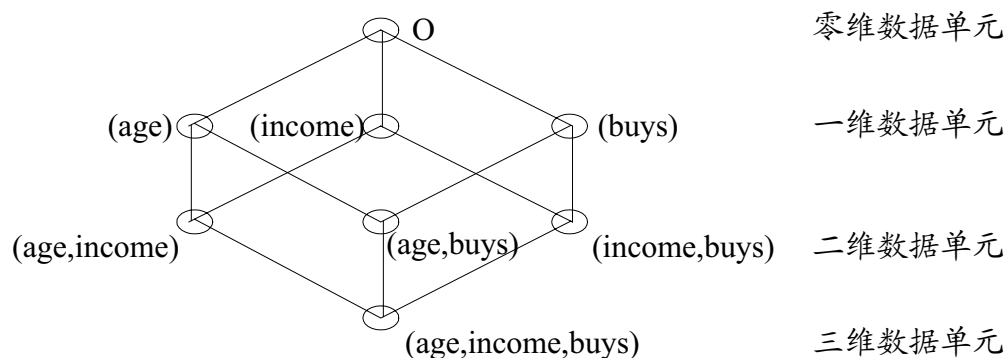 O 零维数据单元
(age) (income) (buys) 一维数据单元
(age,income) (age,buys) (income,buys) 二维数据单元
(age,income,buys) 三维数据单元